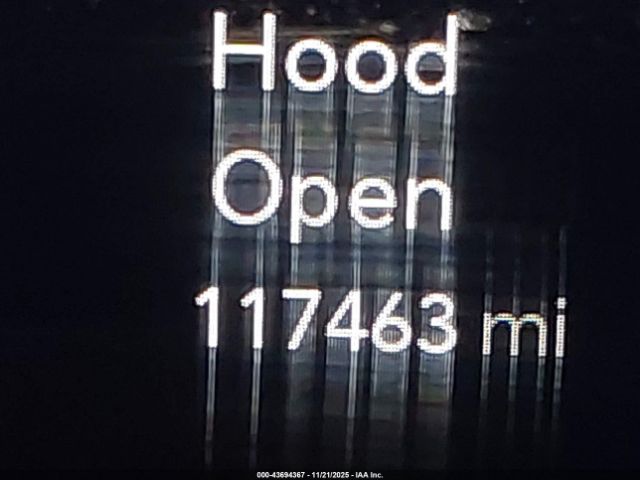 Hood
Open
117463 mi
000-43694367 - 11/21/2025 - IAA Inc.